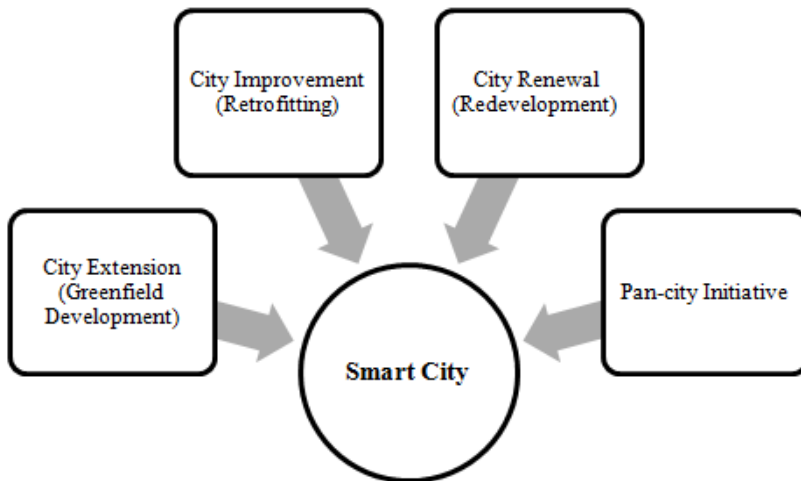 City Improvement
(Retrofitting)
City Renewal
(Redevelopment)
City Extension
(Greenfield
Development)
Pan-city Initiative
Smart City